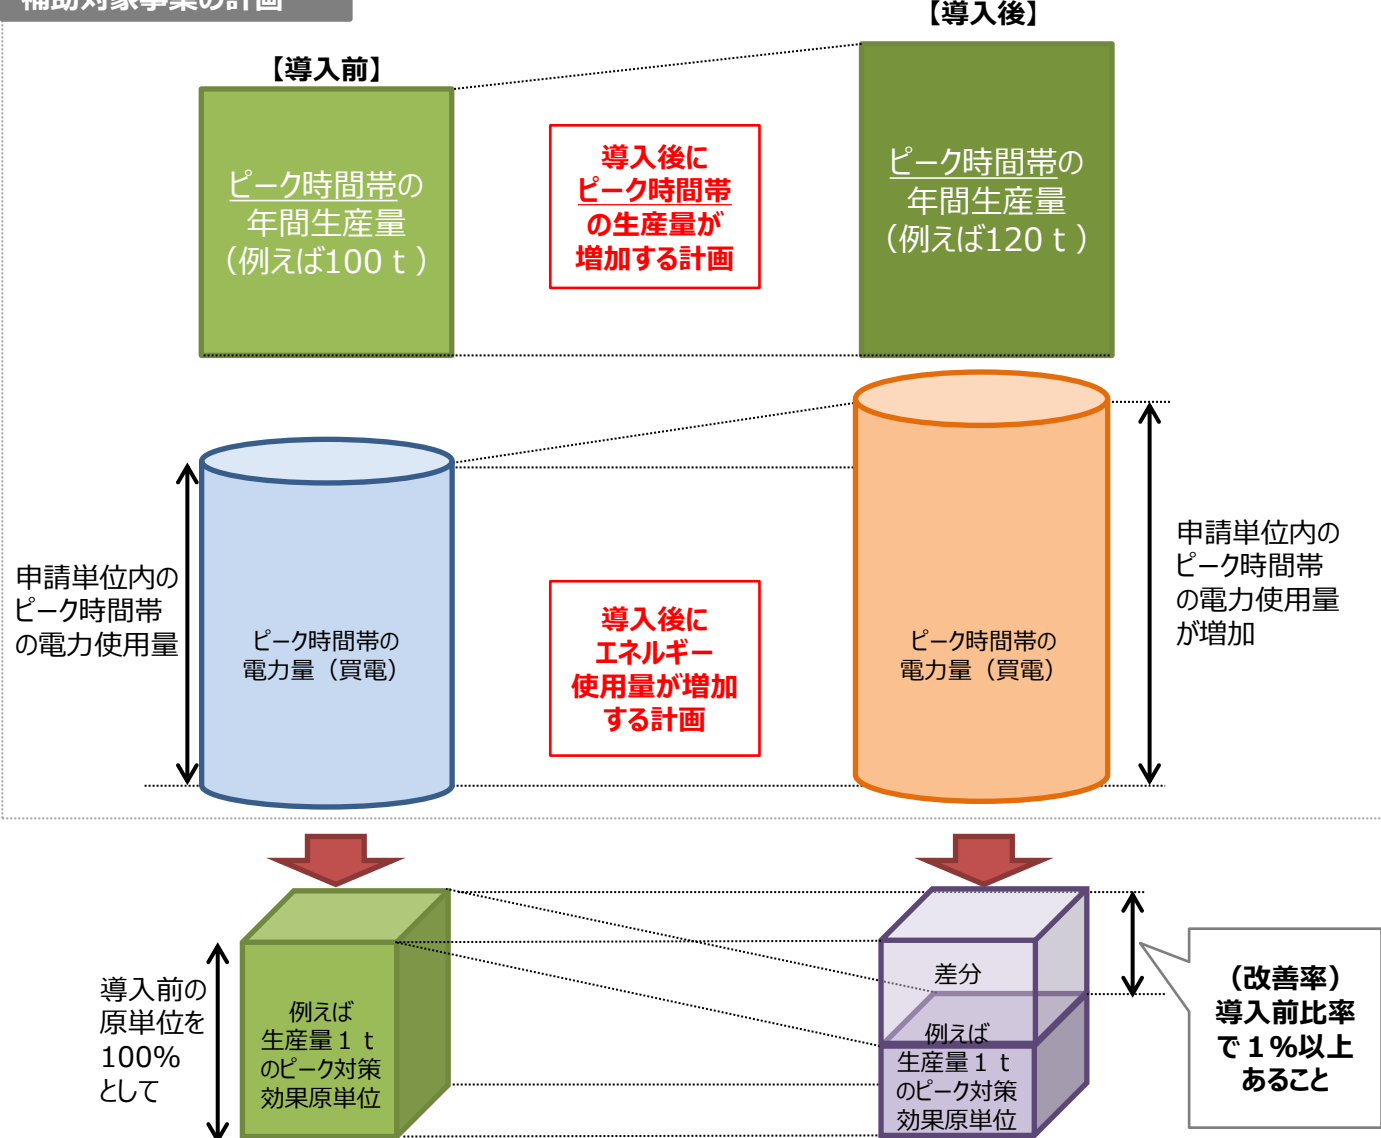 補助対象事業の計画
【導入前】
【導入後】
ピーク時間帯の
年間生産量
（例えば100ｔ）
導入後に
ピーク時間帯
の生産量が
増加する計画
ピーク時間帯の
年間生産量
（例えば120ｔ）
申請単位内の
ピーク時間帯
の電力使用量
ピーク時間帯の
電力量（買電）
導入後に
エネルギー
使用量が増加
する計画
ピーク時間帯の
電力量（買電）
申請単位内の
ピーク時間帯
の電力使用量
が増加
導入前の
原単位を
100%
として
例えば
生産量１ｔ
のピーク対策
効果原単位
差分
例えば
生産量１ｔ
のピーク対策
効果原単位
（改善率）
導入前比率
で１％以上
あること